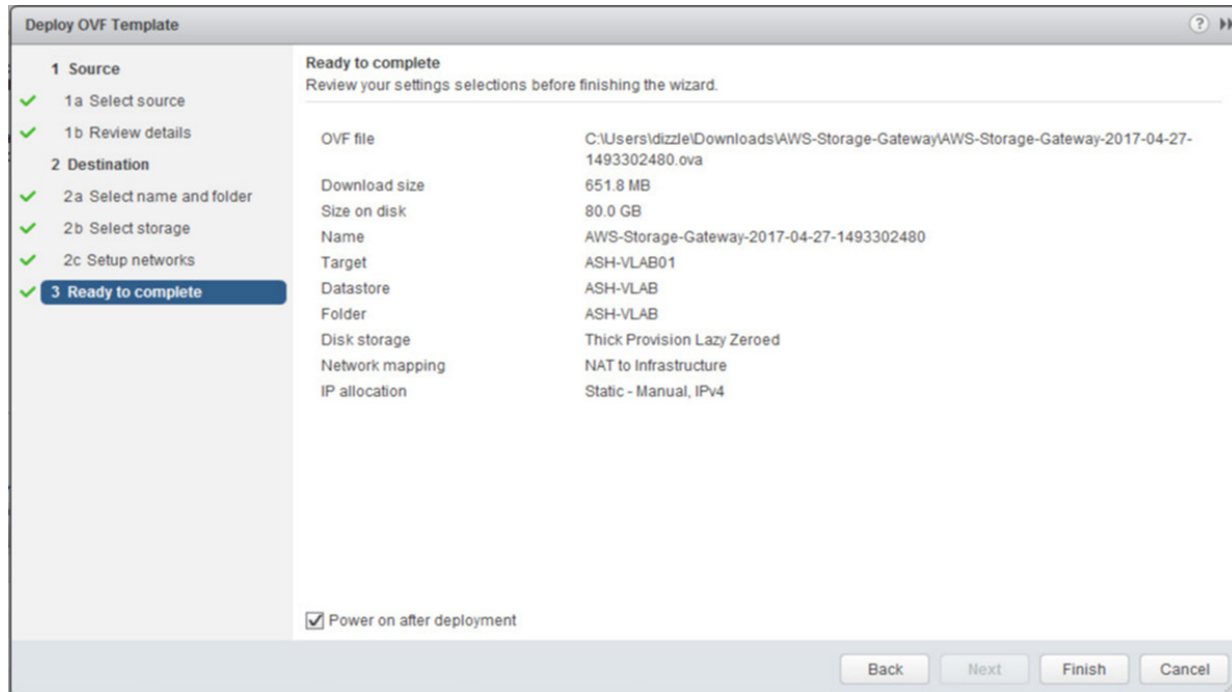 Deploy OVF Template
1 Source
1a Select source
1b Review details
2 Destination
2a Select name and folder
2b Select storage
2c Setup networks
3 Ready to complete
Ready to complete
Review your settings selections before finishing the wizard.
OVF file C:\Users\dizzle\Downloads\AWS-Storage-Gateway\AWS-Storage-Gateway-2017-04-27-
1493302480.ova
Download size 651.8 MB
Size on disk 80.0 GB
Name AWS-Storage-Gateway-2017-04-27-1493302480
Target ASH-VLAB01
Datastore ASH-VLAB
Folder ASH-VLAB
Disk storage Thick Provision Lazy Zeroed
Network mapping NAT to Infrastructure
IP allocation Static - Manual, IPv4
Power on after deployment
Back Next Finish Cancel